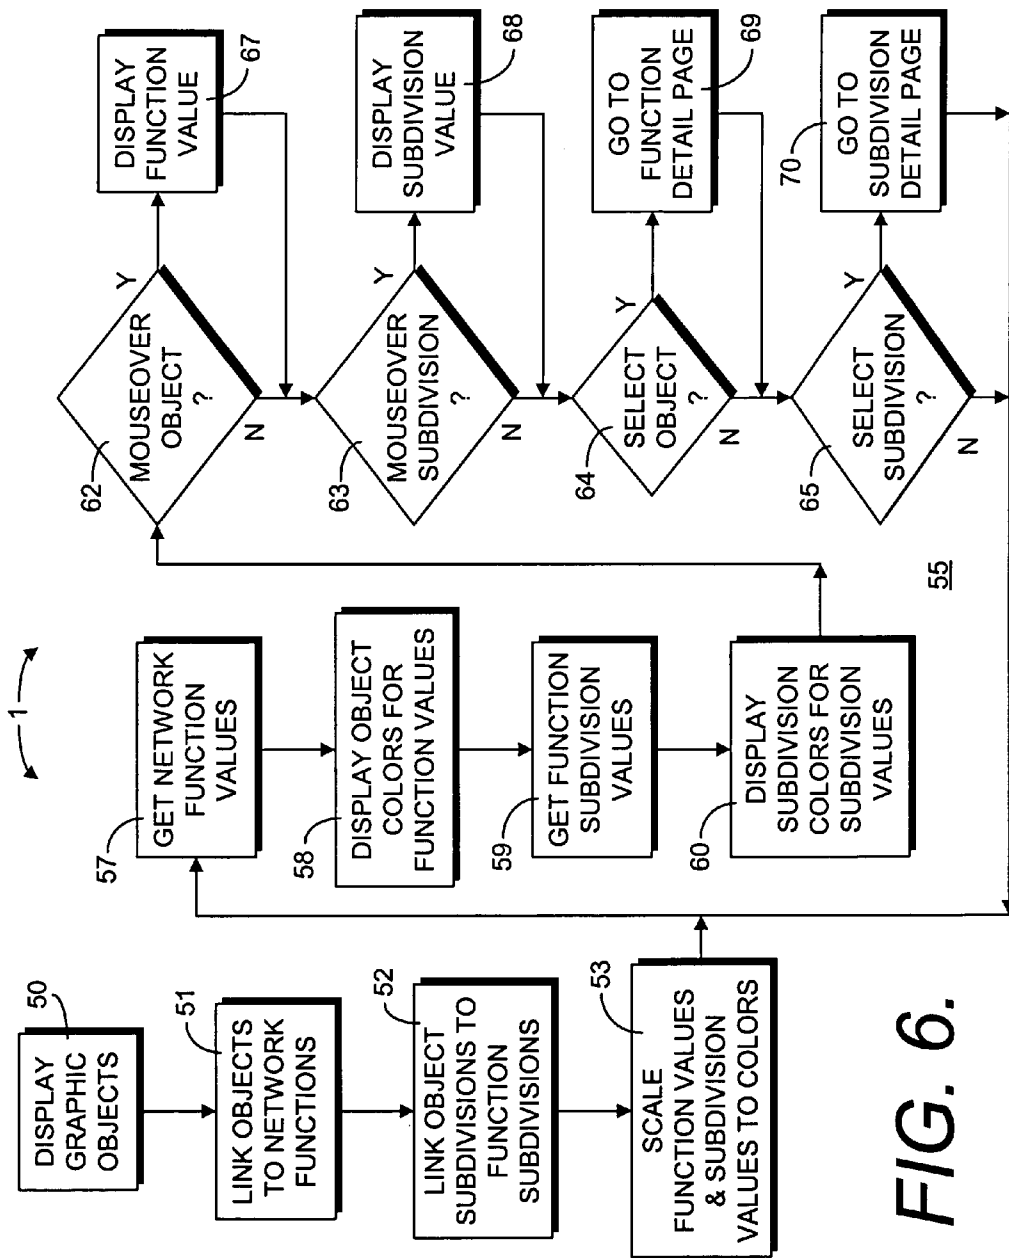 1
50
DISPLAY
GRAPHIC
OBJECTS
51
LINK OBJECTS
TO NETWORK
FUNCTIONS
52
LINK OBJECT
SUBDIVISIONS TO
FUNCTION
SUBDIVISIONS
53
SCALE
FUNCTION VALUES
& SUBDIVISION
VALUES TO COLORS
57
GET NETWORK
FUNCTION
VALUES
58
DISPLAY OBJECT
COLORS FOR
FUNCTION VALUES
59
GET FUNCTION
SUBDIVISION
VALUES
60
DISPLAY
SUBDIVISION
COLORS FOR
SUBDIVISION
VALUES
62
MOUSEOVER
OBJECT
?
Y
N
67
DISPLAY
FUNCTION
VALUE
63
MOUSEOVER
SUBDIVISION
?
Y
N
68
DISPLAY
SUBDIVISION
VALUE
64
SELECT
OBJECT
?
Y
N
69
GO TO
FUNCTION
DETAIL PAGE
65
SELECT
SUBDIVISION
?
Y
N
70
GO TO
SUBDIVISION
DETAIL PAGE
55
FIG. 6.